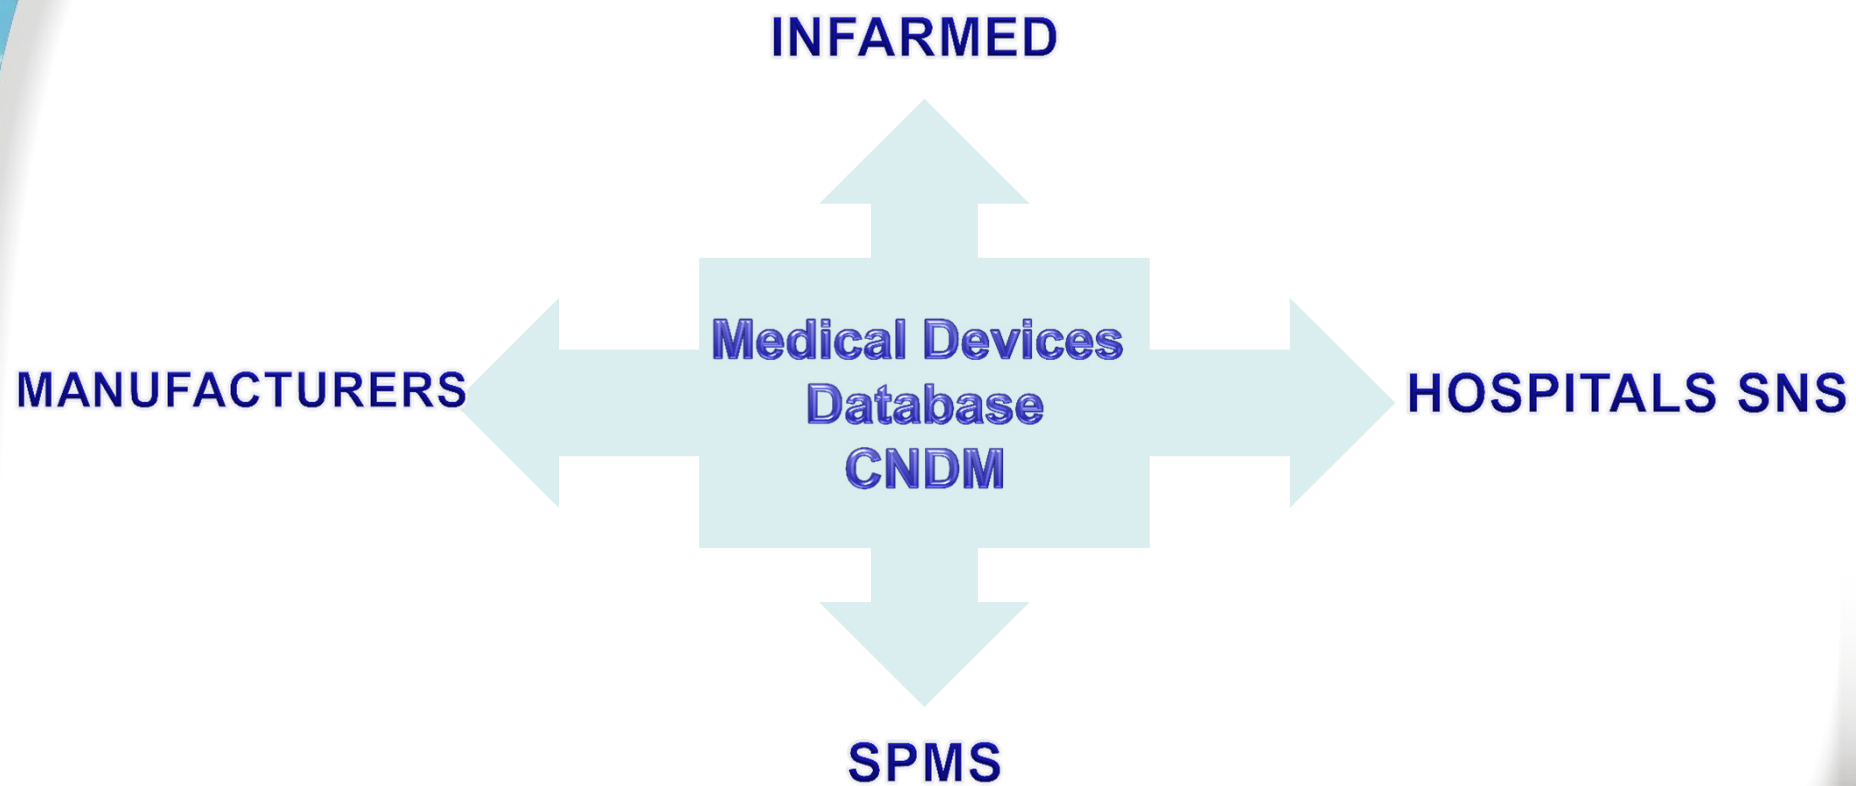 INFARMED
MANUFACTURERS
Medical Devices
Database
CNDM
HOSPITALS SNS
SPMS